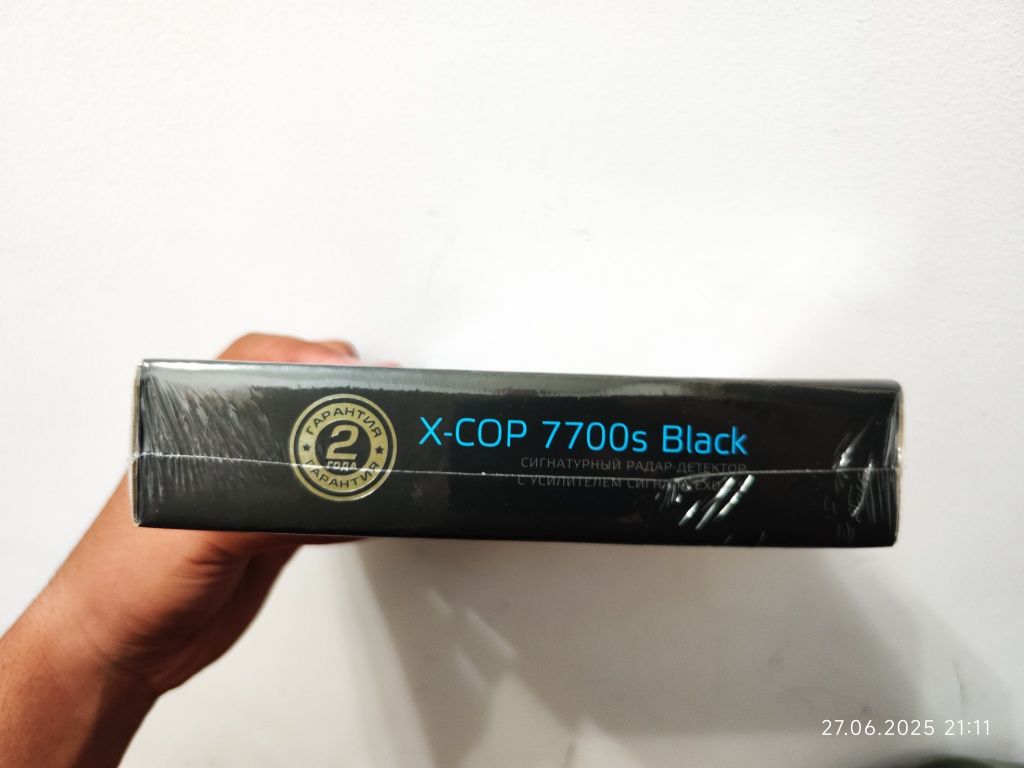 ГАРАНТИЯ
2
ГОДА
ГАРАНТИЯ
X-COP 7700s Black
СИГНАТУРНЫЙ РАДАР-ДЕТЕКТОР
С УСИЛИТЕЛЕМ
27.06.2025 21:11